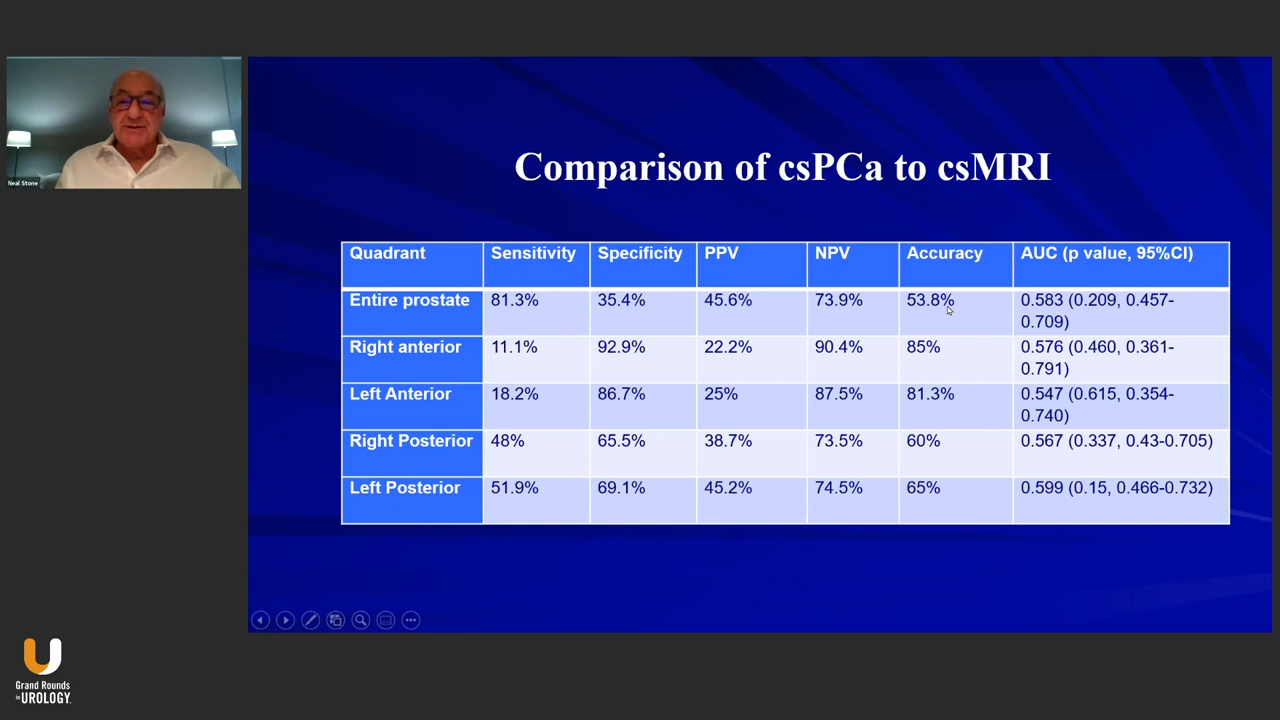 Neal Stone
Comparison of csPCa to csMRI
Quadrant Sensitivity Specificity PPV NPV Accuracy AUC (p value, 95%CI)
Entire prostate 81.3% 35.4% 45.6% 73.9% 53.8% 0.583 (0.209, 0.457-
0.709)
Right anterior 11.1% 92.9% 22.2% 90.4% 85% 0.576 (0.460, 0.361-
0.791)
Left Anterior 18.2% 86.7% 25% 87.5% 81.3% 0.547 (0.615, 0.354-
0.740)
Right Posterior 48% 65.5% 38.7% 73.5% 60% 0.567 (0.337, 0.43-0.705)
Left Posterior 51.9% 69.1% 45.2% 74.5% 65% 0.599 (0.15, 0.466-0.732)
Grand Rounds
in UROLOGY